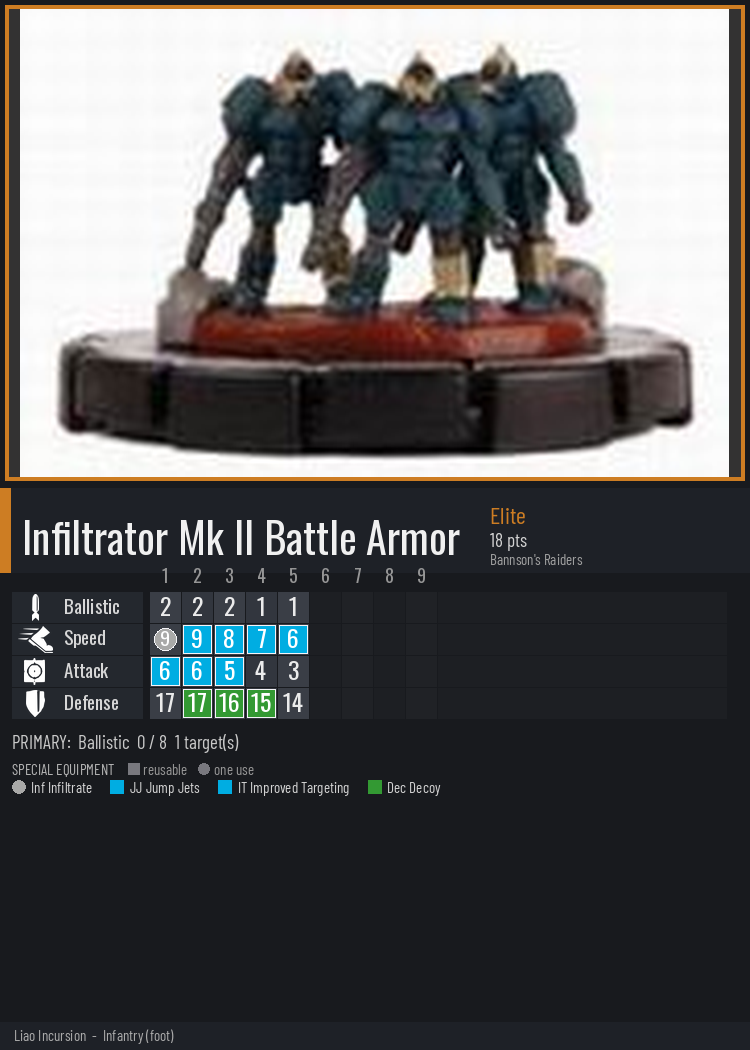 Infiltrator Mk II Battle Armor
Elite
18 pts
Bannson's Raiders
1 2 3 4 5 6 7 8 9
Ballistic 2 2 2 1 1
Speed 9 9 8 7 6
Attack 6 6 5 4 3
Defense 17 17 16 15 14
PRIMARY: Ballistic 0 / 8 1 target(s)
SPECIAL EQUIPMENT reusable one use
Inf Infiltrate JJ Jump Jets IT Improved Targeting Dec Decoy
Liao Incursion - Infantry (foot)